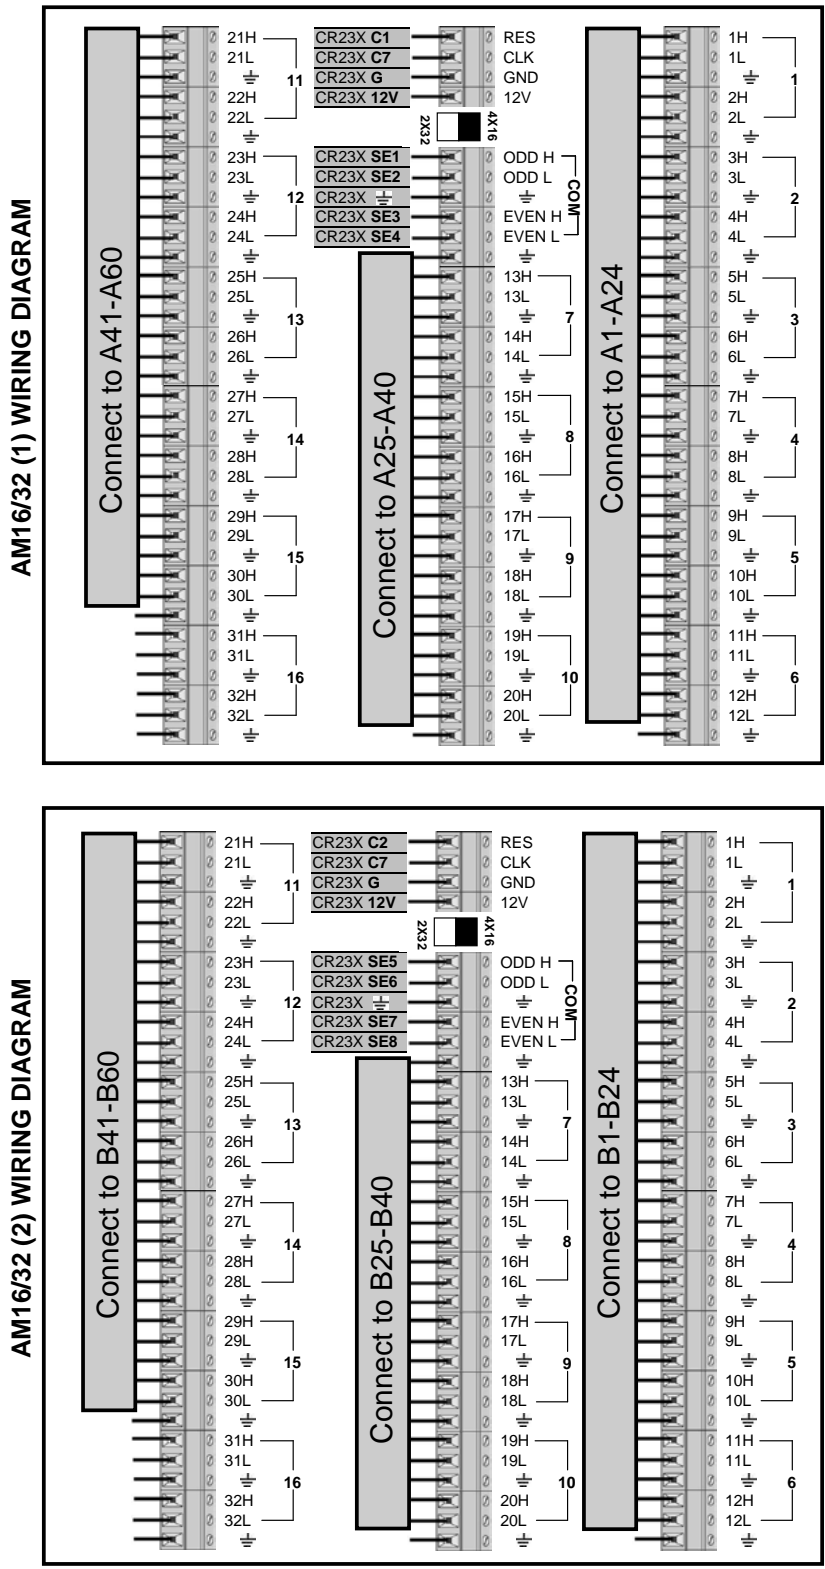 AM16/32 (1) WIRING DIAGRAM
Connect to A41-A60
21H
21L
11
22H
22L
23H
23L
12
24H
24L
25H
25L
13
26H
26L
27H
27L
14
28H
28L
29H
29L
15
30H
30L
31H
31L
16
32H
32L
CR23X C1 RES
CR23X C7 CLK
CR23X G GND
CR23X 12V 12V
2X32 4X16
CR23X SE1 ODD H
CR23X SE2 ODD L
CR23X
COM
CR23X SE3 EVEN H
CR23X SE4 EVEN L
Connect to A25-A40
13H
13L
7
14H
14L
15H
15L
8
16H
16L
17H
17L
9
18H
18L
19H
19L
10
20H
20L
Connect to A1-A24
1H
1L
1
2H
2L
3H
3L
2
4H
4L
5H
5L
3
6H
6L
7H
7L
4
8H
8L
9H
9L
5
10H
10L
11H
11L
6
12H
12L
AM16/32 (2) WIRING DIAGRAM
Connect to B41-B60
21H
21L
11
22H
22L
23H
23L
12
24H
24L
25H
25L
13
26H
26L
27H
27L
14
28H
28L
29H
29L
15
30H
30L
31H
31L
16
32H
32L
CR23X C2 RES
CR23X C7 CLK
CR23X G GND
CR23X 12V 12V
2X32 4X16
CR23X SE5 ODD H
CR23X SE6 ODD L
CR23X
COM
CR23X SE7 EVEN H
CR23X SE8 EVEN L
Connect to B25-B40
13H
13L
7
14H
14L
15H
15L
8
16H
16L
17H
17L
9
18H
18L
19H
19L
10
20H
20L
Connect to B1-B24
1H
1L
1
2H
2L
3H
3L
2
4H
4L
5H
5L
3
6H
6L
7H
7L
4
8H
8L
9H
9L
5
10H
10L
11H
11L
6
12H
12L